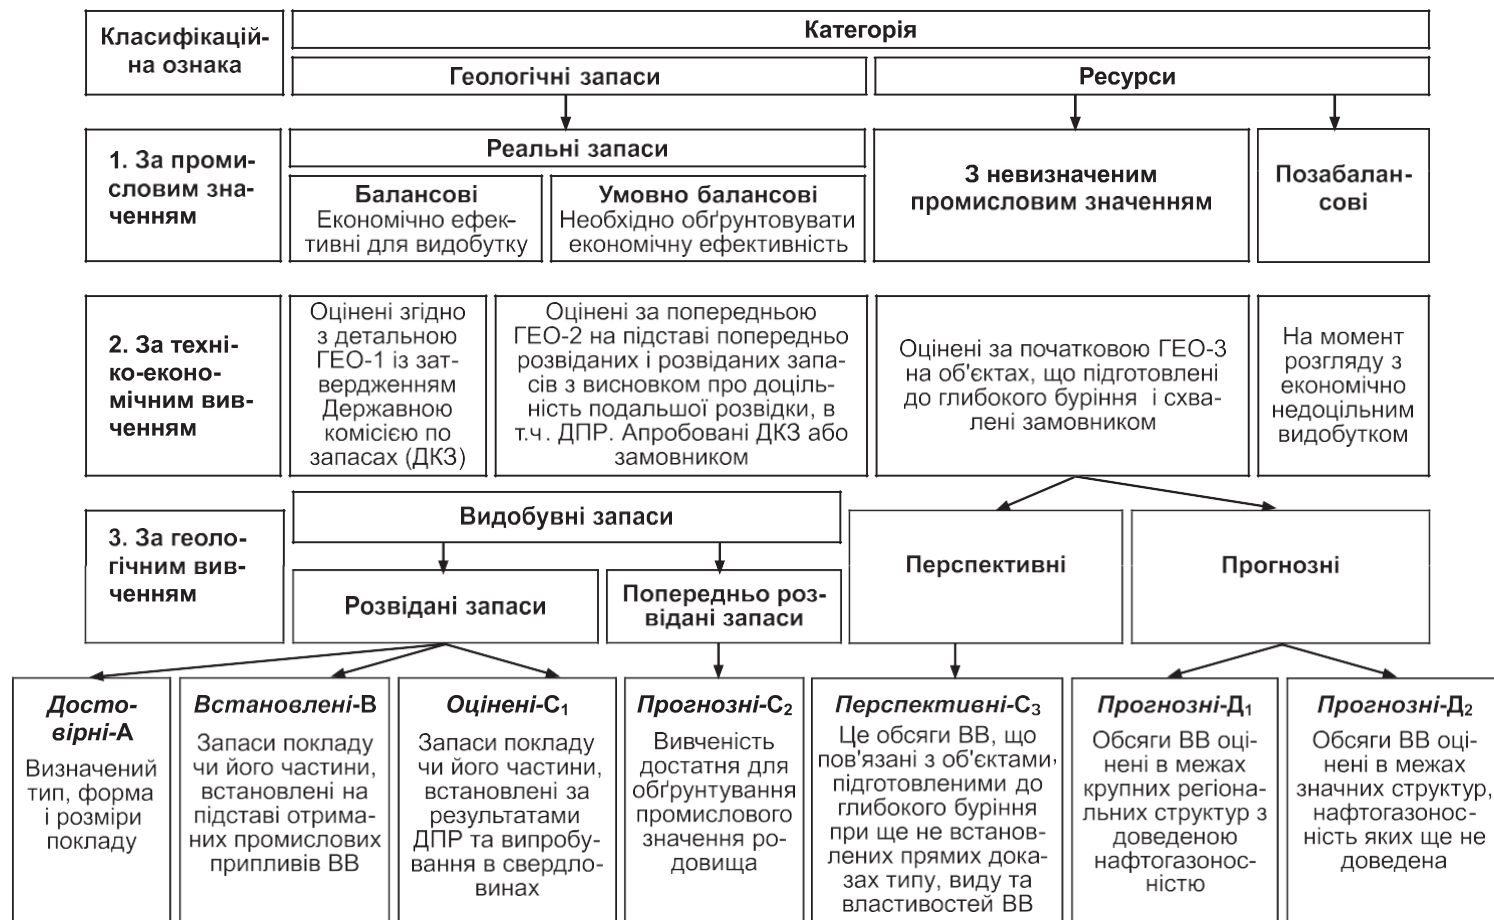 Класифікацій-
на ознака
Категорія
Геологічні запаси
Ресурси
1. За проми-
словим зна-
ченням
Реальні запаси
Балансові
Економічно ефек-
тивні для видобутку
Умовно балансові
Необхідно обґрунтовувати
економічну ефективність
З невизначеним
промисловим значенням
Позабалан-
сові
2. За техні-
ко-еконо-
мічним вив-
ченням
Оцінені згідно
з детальною
ГЕО-1 із зат-
вердженням
Державною
комісією по
запасах (ДКЗ)
Оцінені за попередньою
ГЕО-2 на підставі попередньо
розвіданих і розвіданих запа-
сів з висновком про доціль-
ність подальшої розвідки, в
т.ч. ДПР. Апробовані ДКЗ або
замовником
Оцінені за початковою ГЕО-3
на об'єктах, що підготовлені
до глибокого буріння і схва-
лені замовником
На момент
розгляду з
економічно
недоцільним
видобутком
3. За геоло-
гічним вив-
ченням
Видобувні запаси
Розвідані запаси
Попередньо роз-
відані запаси
Перспективні
Прогнозні
Досто-
вірні-А
Визначений
тип, форма
і розміри
покладу
Встановлені-В
Запаси покладу
чи його частини,
встановлені на
підставі отрима-
них промислових
припливів ВВ
Оцінені-С₁
Запаси покладу
чи його частини,
встановлені за
результатами
ДПР та випробу-
вання в свердло-
винах
Прогнозні-С₂
Вивченість
достатня для
обґрунтування
промислового
значення ро-
довища
Перспективні-С₃
Це обсяги ВВ, що
пов'язані з об'єктами,
підготовленими до
глибокого буріння
при ще не встанов-
лених прямих дока-
зах типу, виду та
властивостей ВВ
Прогнозні-Д₁
Обсяги ВВ оці-
нені в межах
крупних регіо-
нальних структур з
доведеною
нафтогазонос-
ністю
Прогнозні-Д₂
Обсяги ВВ оці-
нені в межах
значних структур,
нафтогазонос-
ність яких ще не
доведена